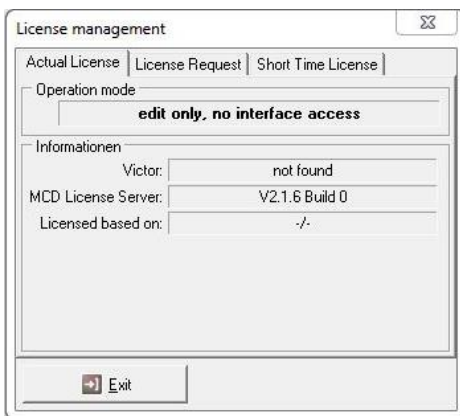 License management
Actual License License Request Short Time License
Operation mode
edit only, no interface access
Informationen
Victor: not found
MCD License Server: V2.1.6 Build 0
Licensed based on: -/-
Exit